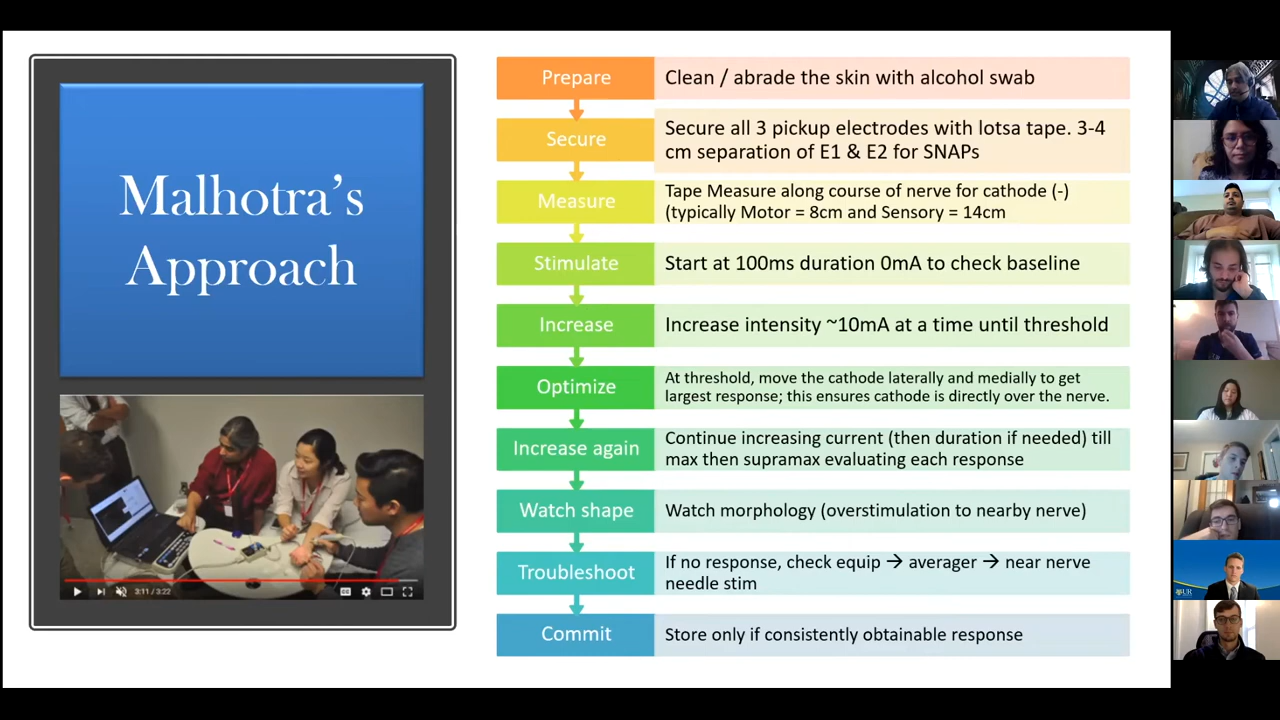 Malhotra's
Approach
3:11 / 3:22
Prepare
Clean / abrade the skin with alcohol swab
Secure
Secure all 3 pickup electrodes with lotsa tape. 3-4
cm separation of E1 & E2 for SNAPs
Measure
Tape Measure along course of nerve for cathode (-)
(typically Motor = 8cm and Sensory = 14cm
Stimulate
Start at 100ms duration 0mA to check baseline
Increase
Increase intensity ~10mA at a time until threshold
Optimize
At threshold, move the cathode laterally and medially to get
largest response; this ensures cathode is directly over the nerve.
Increase again
Continue increasing current (then duration if needed) till
max then supramax evaluating each response
Watch shape
Watch morphology (overstimulation to nearby nerve)
Troubleshoot
If no response, check equip → averager → near nerve
needle stim
Commit
Store only if consistently obtainable response
UR